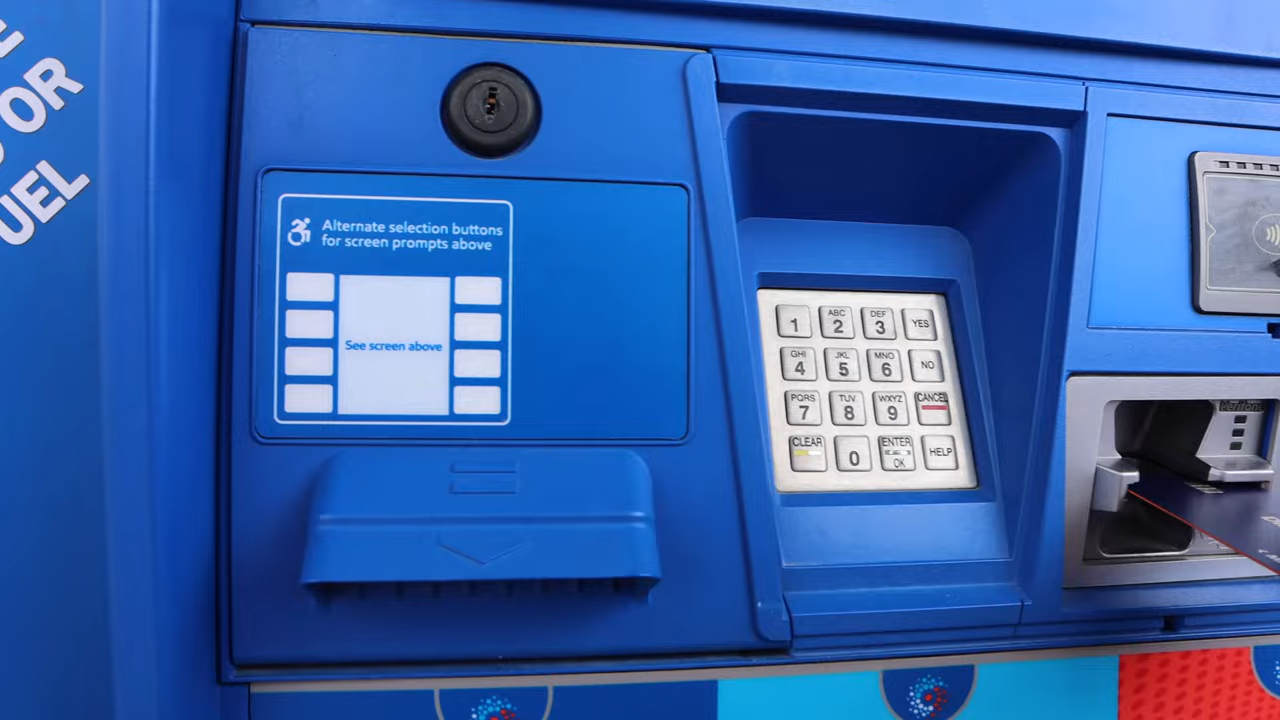 OR
UEL
Alternate selection buttons
for screen prompts above
See screen above
1 ABC 2 DEF 3 YES
GHI 4 JKL 5 MNO 6 NO
PQRS 7 TUV 8 WXYZ 9 CANCEL
CLEAR 0 ENTER OK HELP
Verifone